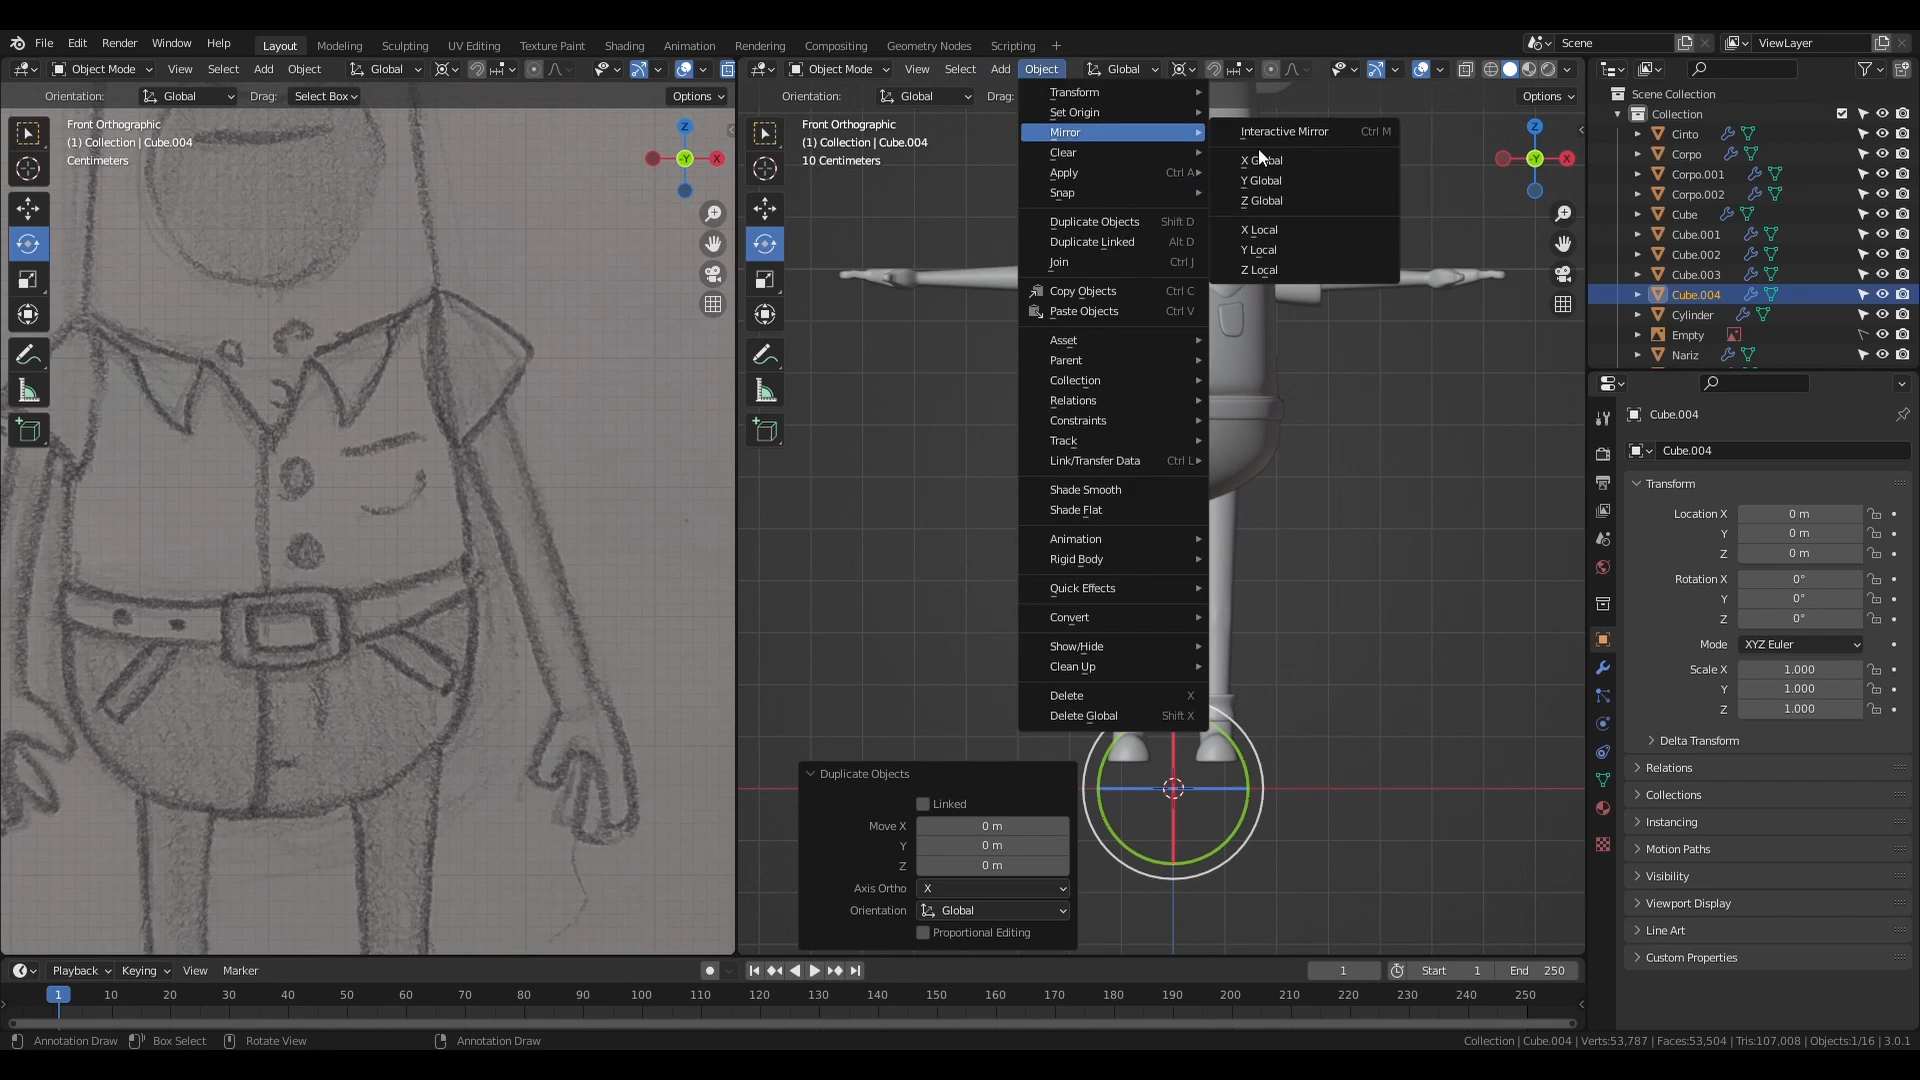 File Edit Render Window Help Layout Modeling Sculpting UV Editing Texture Paint Shading Animation Rendering Compositing Geometry Nodes Scripting + Scene ViewLayer
Object Mode View Select Add Object Global
Object Mode View Select Add Object Global
Orientation: Global Drag: Select Box Options
Orientation: Global Drag: Options
Front Orthographic
(1) Collection | Cube.004
Centimeters
Z
-Y
X
Front Orthographic
(1) Collection | Cube.004
10 Centimeters
Z
-Y
X
Transform
Set Origin
Mirror
Clear
Apply Ctrl A
Snap
Duplicate Objects Shift D
Duplicate Linked Alt D
Join Ctrl J
Copy Objects Ctrl C
Paste Objects Ctrl V
Asset
Parent
Collection
Relations
Constraints
Track
Link/Transfer Data Ctrl L
Shade Smooth
Shade Flat
Animation
Rigid Body
Quick Effects
Convert
Show/Hide
Clean Up
Delete X
Delete Global Shift X
Interactive Mirror Ctrl M
X Global
Y Global
Z Global
X Local
Y Local
Z Local
Duplicate Objects
Linked
Move X 0 m
Y 0 m
Z 0 m
Axis Ortho X
Orientation Global
Proportional Editing
Scene Collection
Collection
Cinto
Corpo
Corpo.001
Corpo.002
Cube
Cube.001
Cube.002
Cube.003
Cube.004
Cylinder
Empty
Nariz
Cube.004
Cube.004
Transform
Location X 0 m
Y 0 m
Z 0 m
Rotation X 0°
Y 0°
Z 0°
Mode XYZ Euler
Scale X 1.000
Y 1.000
Z 1.000
Delta Transform
Relations
Collections
Instancing
Motion Paths
Visibility
Viewport Display
Line Art
Custom Properties
Playback Keying View Marker 1 Start 1 End 250
1 10 20 30 40 50 60 70 80 90 100 110 120 130 140 150 160 170 180 190 200 210 220 230 240 250
Annotation Draw Box Select Rotate View Annotation Draw Collection | Cube.004 | Verts:53,787 | Faces:53,504 | Tris:107,008 | Objects:1/16 | 3.0.1